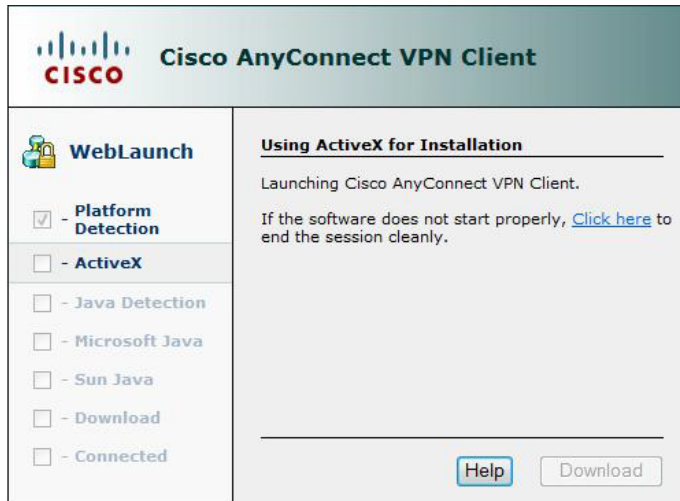 CISCO
Cisco AnyConnect VPN Client
WebLaunch
- Platform
Detection
- ActiveX
- Java Detection
- Microsoft Java
- Sun Java
- Download
- Connected
Using ActiveX for Installation
Launching Cisco AnyConnect VPN Client.
If the software does not start properly, Click here to
end the session cleanly.
Help
Download